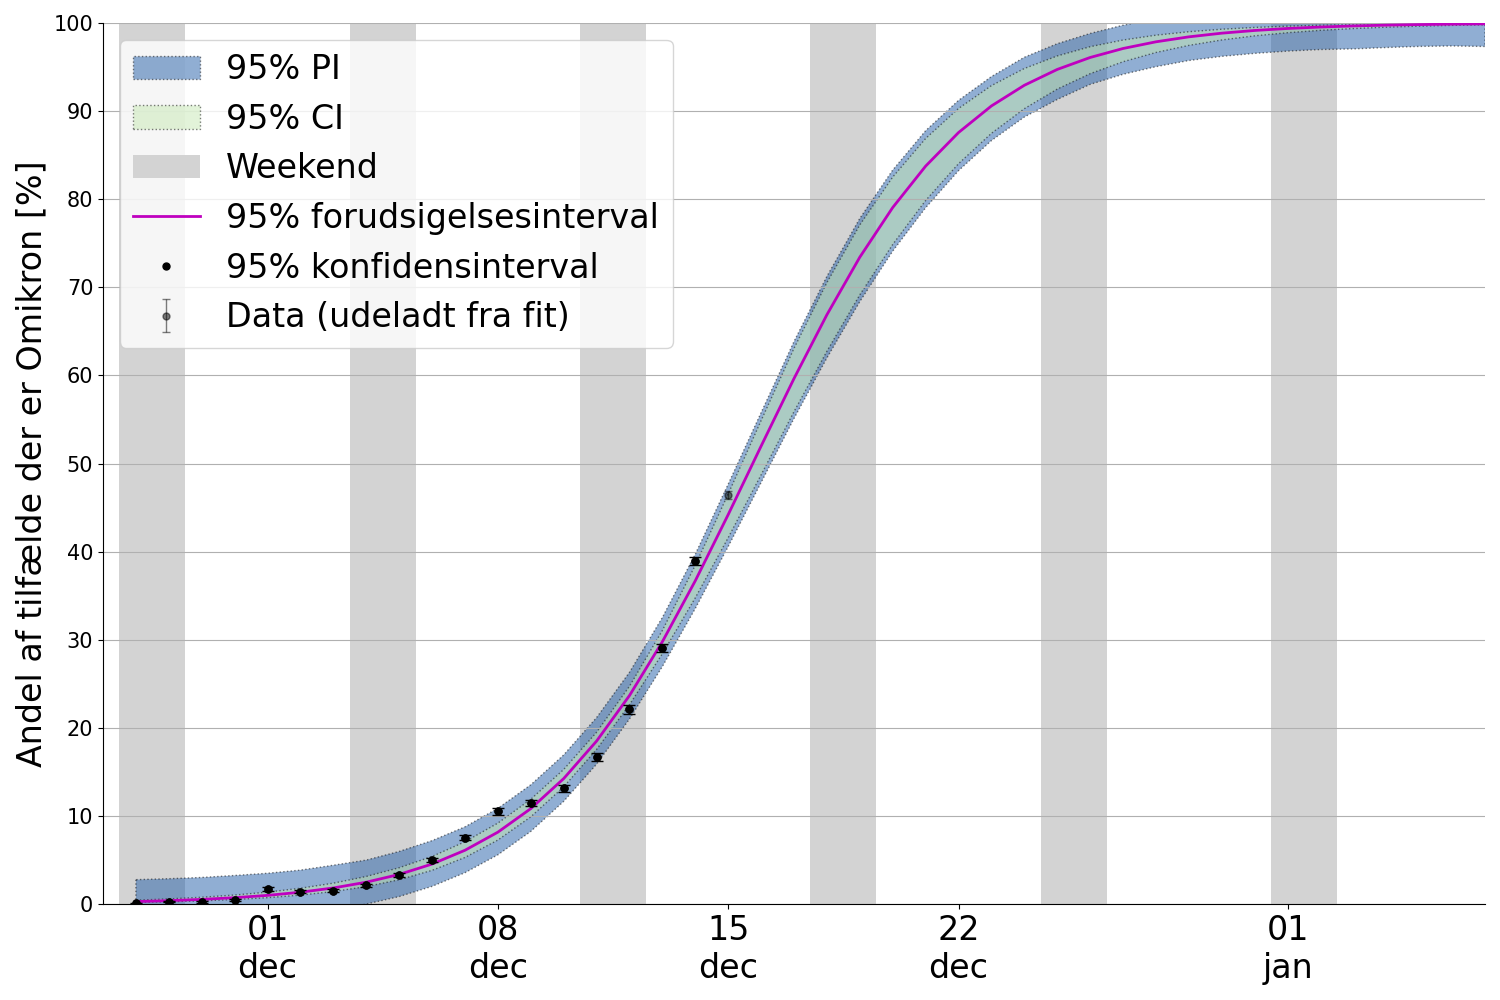 Andel af tilfælde der er Omikron [%]
100
90
80
70
60
50
40
30
20
10
0
95% PI
95% CI
Weekend
95% forudsigelsesinterval
95% konfidensinterval
Data (udeladt fra fit)
01 08 15 22 01
dec dec dec dec jan